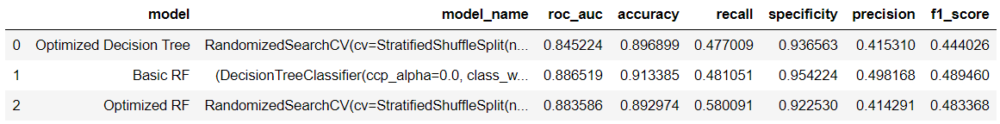 model model_name roc_auc accuracy recall specificity precision f1_score
0 Optimized Decision Tree RandomizedSearchCV(cv=StratifiedShuffleSplit(n... 0.845224 0.896899 0.477009 0.936563 0.415310 0.444026
1 Basic RF (DecisionTreeClassifier(ccp_alpha=0.0, class_w... 0.886519 0.913385 0.481051 0.954224 0.498168 0.489460
2 Optimized RF RandomizedSearchCV(cv=StratifiedShuffleSplit(n... 0.883586 0.892974 0.580091 0.922530 0.414291 0.483368